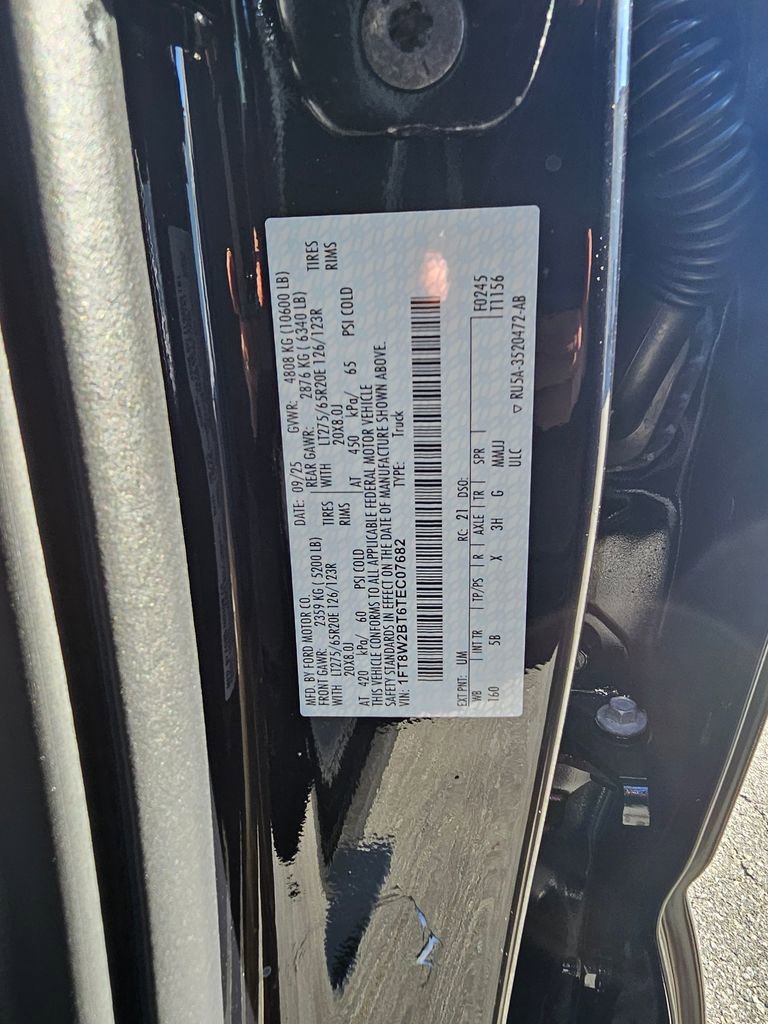 MFD. BY FORD MOTOR CO.
DATE: 09/25 GVWR: 4808 KG (10600 LB)
FRONT GAWR: 2359 KG ( 5200 LB) REAR GAWR: 2876 KG ( 6340 LB)
WITH LT275/65R20E 126/123R TIRES WITH LT275/65R20E 126/123R TIRES
20X8.0J RIMS 20X8.0J RIMS
AT 420 kPa/ 60 PSI COLD AT 450 kPa/ 65 PSI COLD
THIS VEHICLE CONFORMS TO ALL APPLICABLE FEDERAL MOTOR VEHICLE
SAFETY STANDARDS IN EFFECT ON THE DATE OF MANUFACTURE SHOWN ABOVE.
VIN: 1FT8W2BT6TEC07682 TYPE: Truck
F0245
T1156
EXT PNT: UM RC: 21 DSO:
WB INT TR TP/PS R AXLE TR SPR
160 5B X 3H G MMJJ
ULC
▽ RU5A-3520472-AB